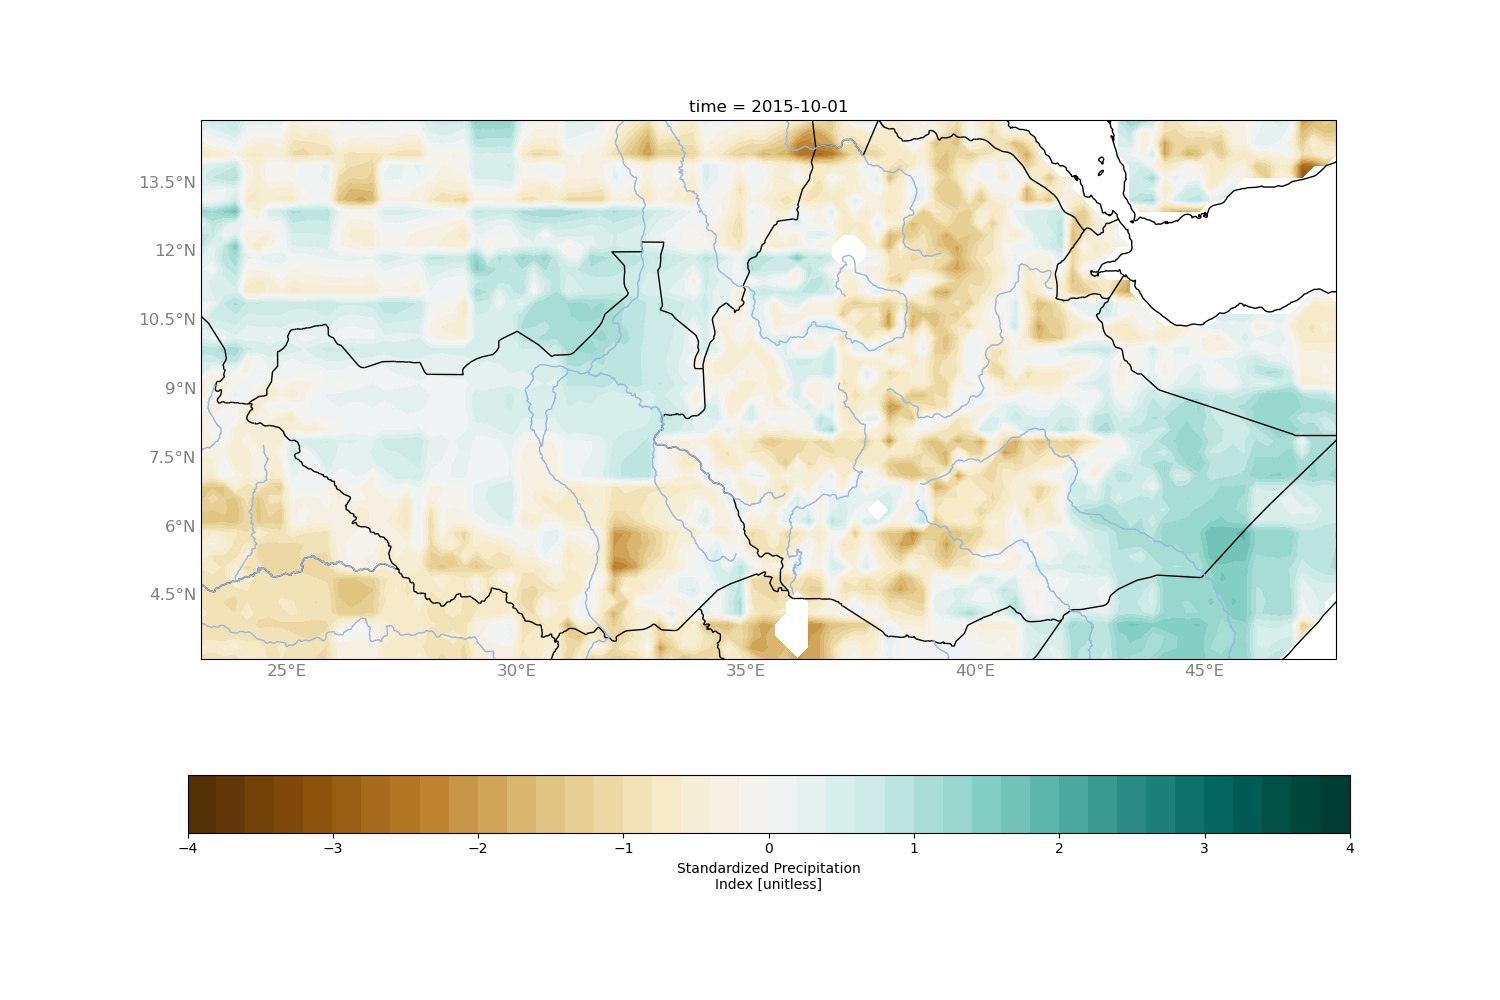 time = 2015-10-01
13.5°N
12°N
10.5°N
9°N
7.5°N
6°N
4.5°N
25°E 30°E 35°E 40°E 45°E
−4 −3 −2 −1 0 1 2 3 4
Standardized Precipitation
Index [unitless]